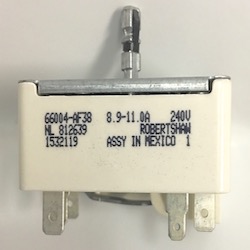 66004-AF38 8.9-11.0A 240V
NL 812639 ROBERTSHAW
1532119 ASSY IN MEXICO 1